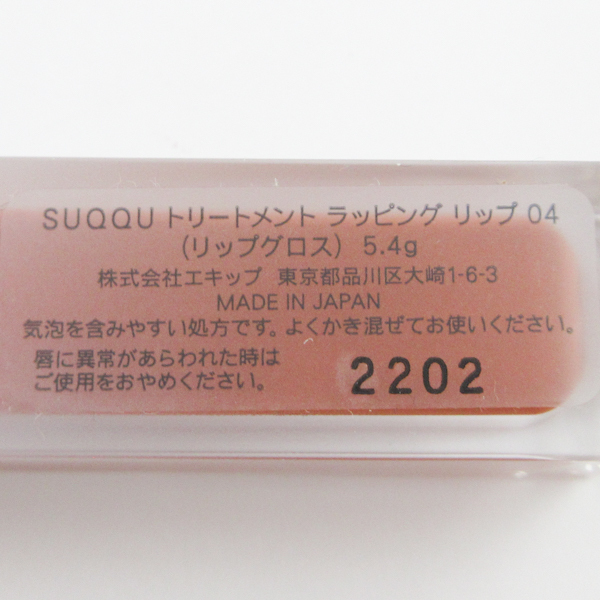 SUQQU トリートメント ラッピング リップ 04
(リップグロス) 5.4g
株式会社エキップ 東京都品川区大崎1-6-3
MADE IN JAPAN
気泡を含みやすい処方です。よくかき混ぜてお使いください。
唇に異常があらわれた時は
ご使用をおやめください。
2202